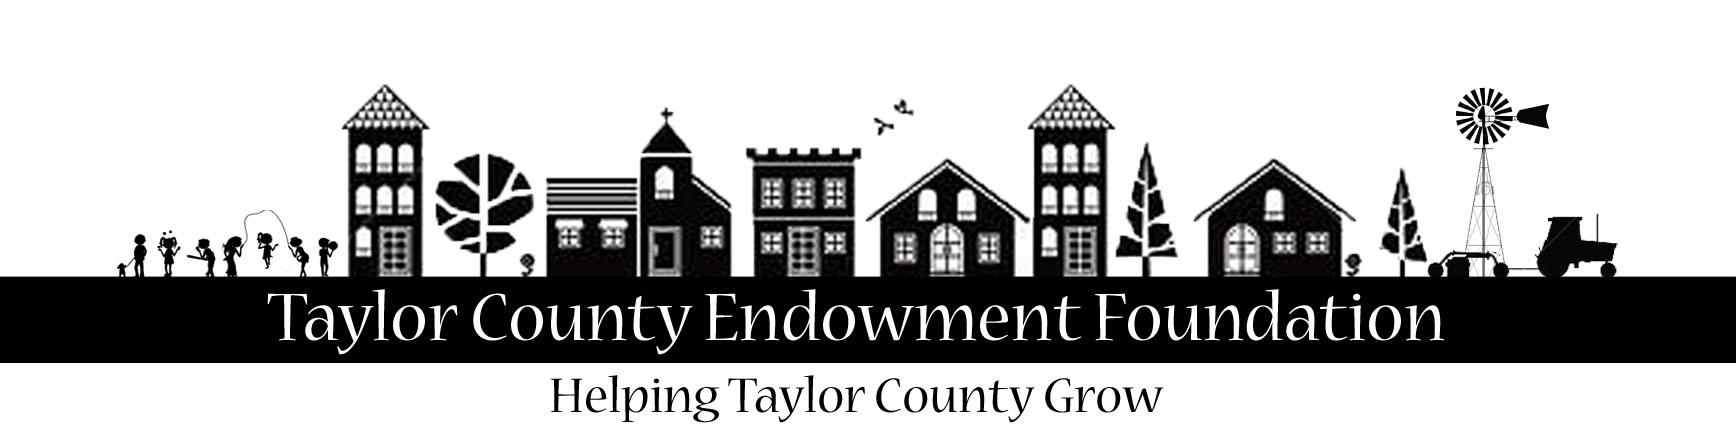 Taylor County Endowment Foundation
Helping Taylor County Grow